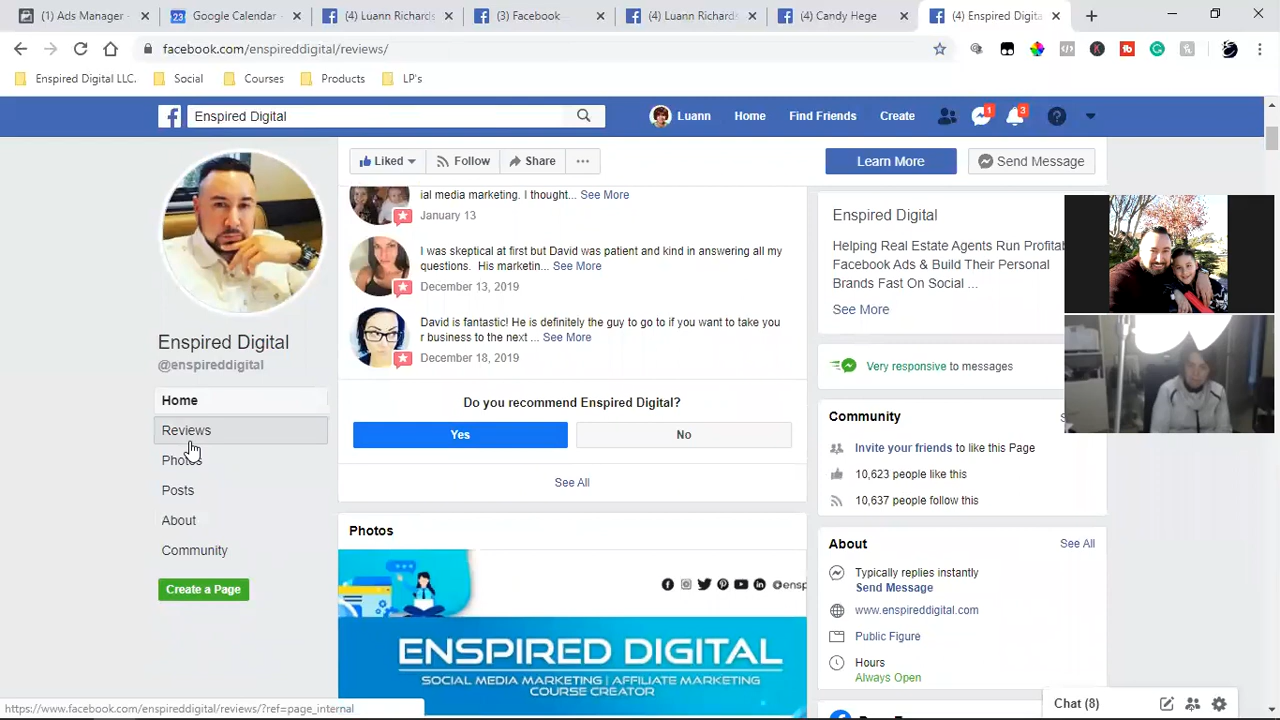 (1) Ads Manager -
Google Calendar -
(4) Luann Richards
(3) Facebook
(4) Luann Richards
(4) Candy Hege
(4) Enspired Digital
facebook.com/enspireddigital/reviews/
Enspired Digital LLC.
Social
Courses
Products
LP's
Enspired Digital
Luann
Home
Find Friends
Create
1
3
Liked
Follow
Share
Learn More
Send Message
Enspired Digital
@enspireddigital
Home
Reviews
Photos
Posts
About
Community
Create a Page
ial media marketing. I thought... See More
January 13
I was skeptical at first but David was patient and kind in answering all my
questions. His marketin... See More
December 13, 2019
David is fantastic! He is definitely the guy to go to if you want to take you
r business to the next ... See More
December 18, 2019
Do you recommend Enspired Digital?
Yes
No
See All
Photos
ENSPIRED DIGITAL
SOCIAL MEDIA MARKETING | AFFILIATE MARKETING
COURSE CREATOR
Enspired Digital
Helping Real Estate Agents Run Profitab
Facebook Ads & Build Their Personal
Brands Fast On Social ...
See More
Very responsive to messages
Community
Invite your friends to like this Page
10,623 people like this
10,637 people follow this
About
See All
Typically replies instantly
Send Message
www.enspireddigital.com
Public Figure
Hours
Always Open
Chat (8)
https://www.facebook.com/enspireddigital/reviews/?ref=page_internal